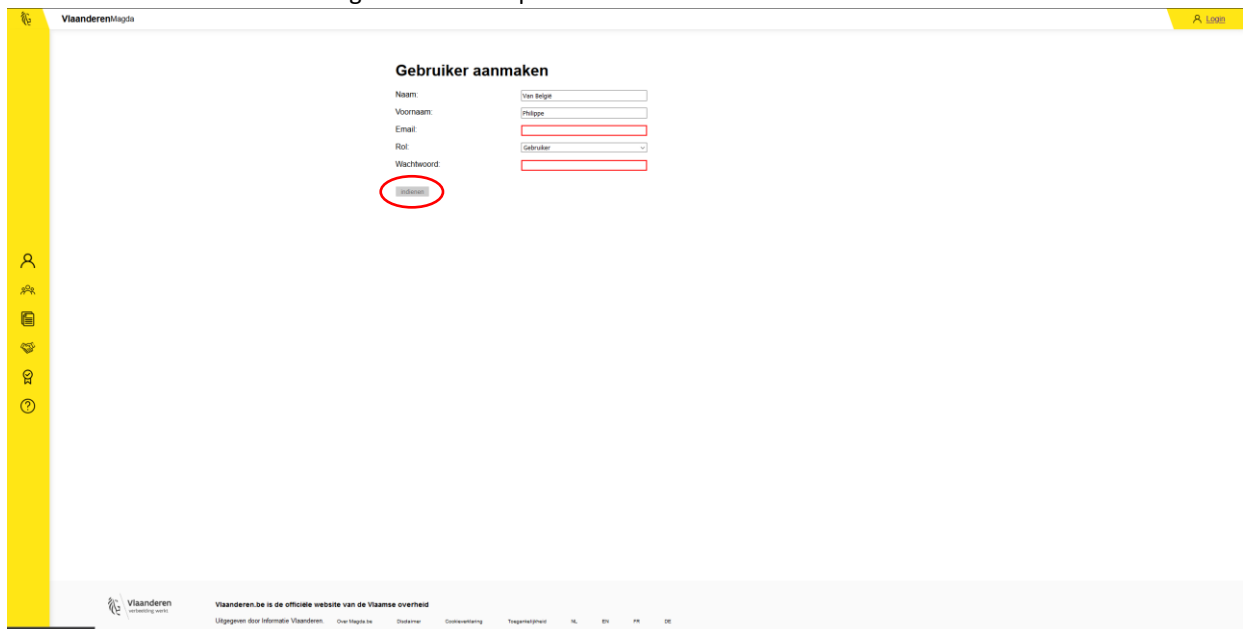 VlaanderenMagda
Login
Gebruiker aanmaken
Naam: Van België
Voornaam: Philippe
Email:
Rol: Gebruiker
Wachtwoord:
Indienen
Vlaanderen
verbeelding werkt
Vlaanderen.be is de officiële website van de Vlaamse overheid
Uitgegeven door Informatie Vlaanderen. Over Magda.be Disclaimer Cookieverklaring Toegankelijkheid NL EN FR DE